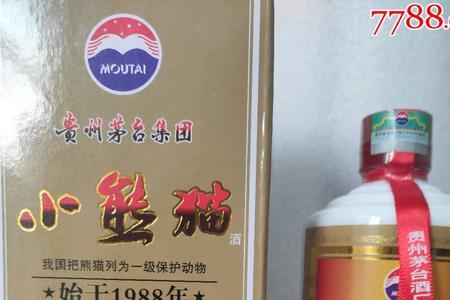 7788.
MOUTAI
贵州茅台集团
小熊猫
酒
我国把熊猫列为一级保护动物
★始于1988年
贵州茅台酒厂